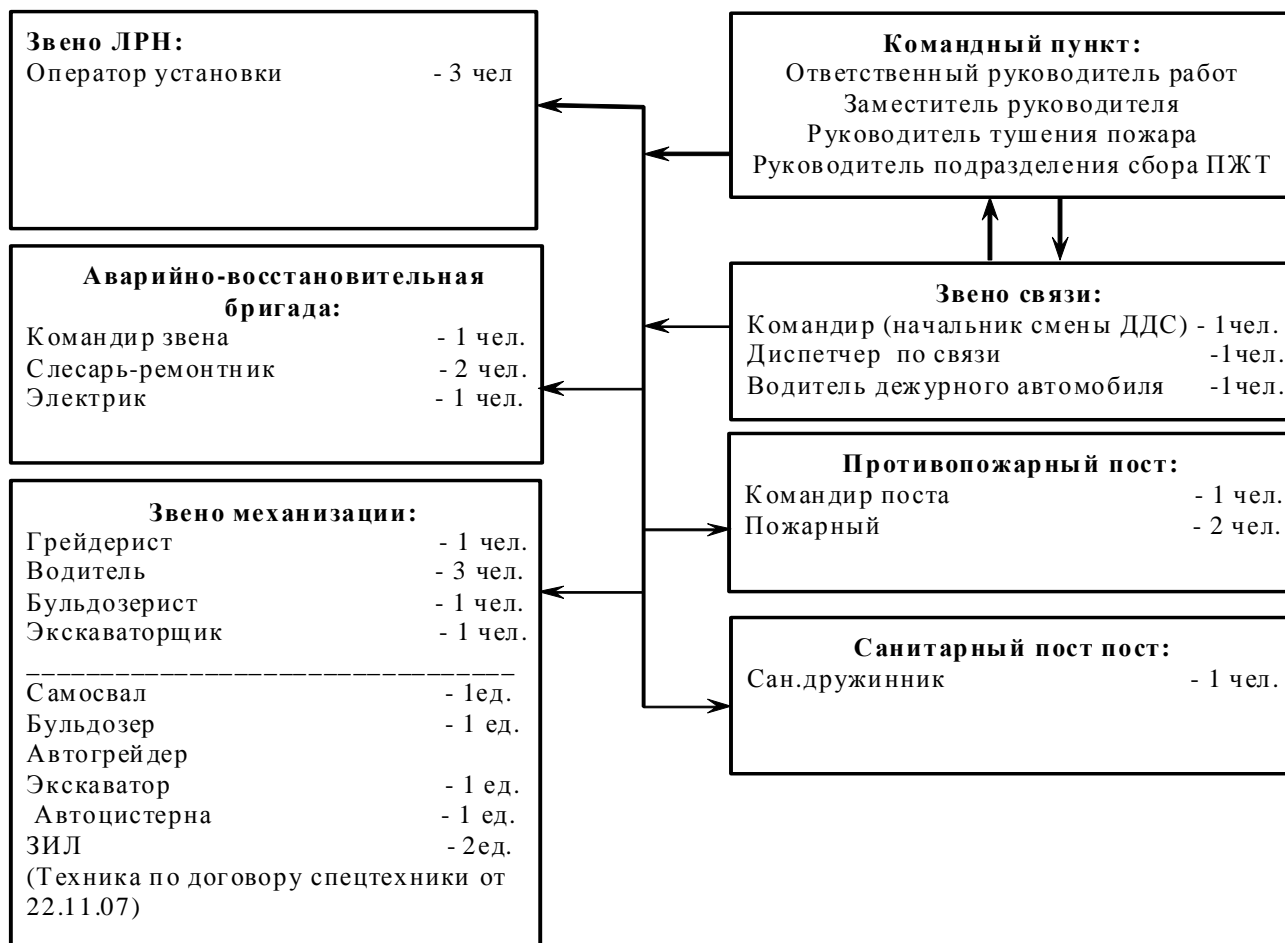 Звено ЛРН:
Оператор установки - 3 чел
Командный пункт:
Ответственный руководитель работ
Заместитель руководителя
Руководитель тушения пожара
Руководитель подразделения сбора ПЖТ
Аварийно-восстановительная
бригада:
Командир звена - 1 чел.
Слесарь-ремонтник - 2 чел.
Электрик - 1 чел.
Звено связи:
Командир (начальник смены ДДС) - 1чел.
Диспетчер по связи -1чел.
Водитель дежурного автомобиля -1чел.
Противопожарный пост:
Командир поста - 1 чел.
Пожарный - 2 чел.
Звено механизации:
Грейдерист - 1 чел.
Водитель - 3 чел.
Бульдозерист - 1 чел.
Экскаваторщик - 1 чел.
_________________________________
Самосвал - 1ед.
Бульдозер - 1 ед.
Автогрейдер
Экскаватор - 1 ед.
Автоцистерна - 1 ед.
ЗИЛ - 2ед.
(Техника по договору спецтехники от
22.11.07)
Санитарный пост пост:
Сан.дружинник - 1 чел.